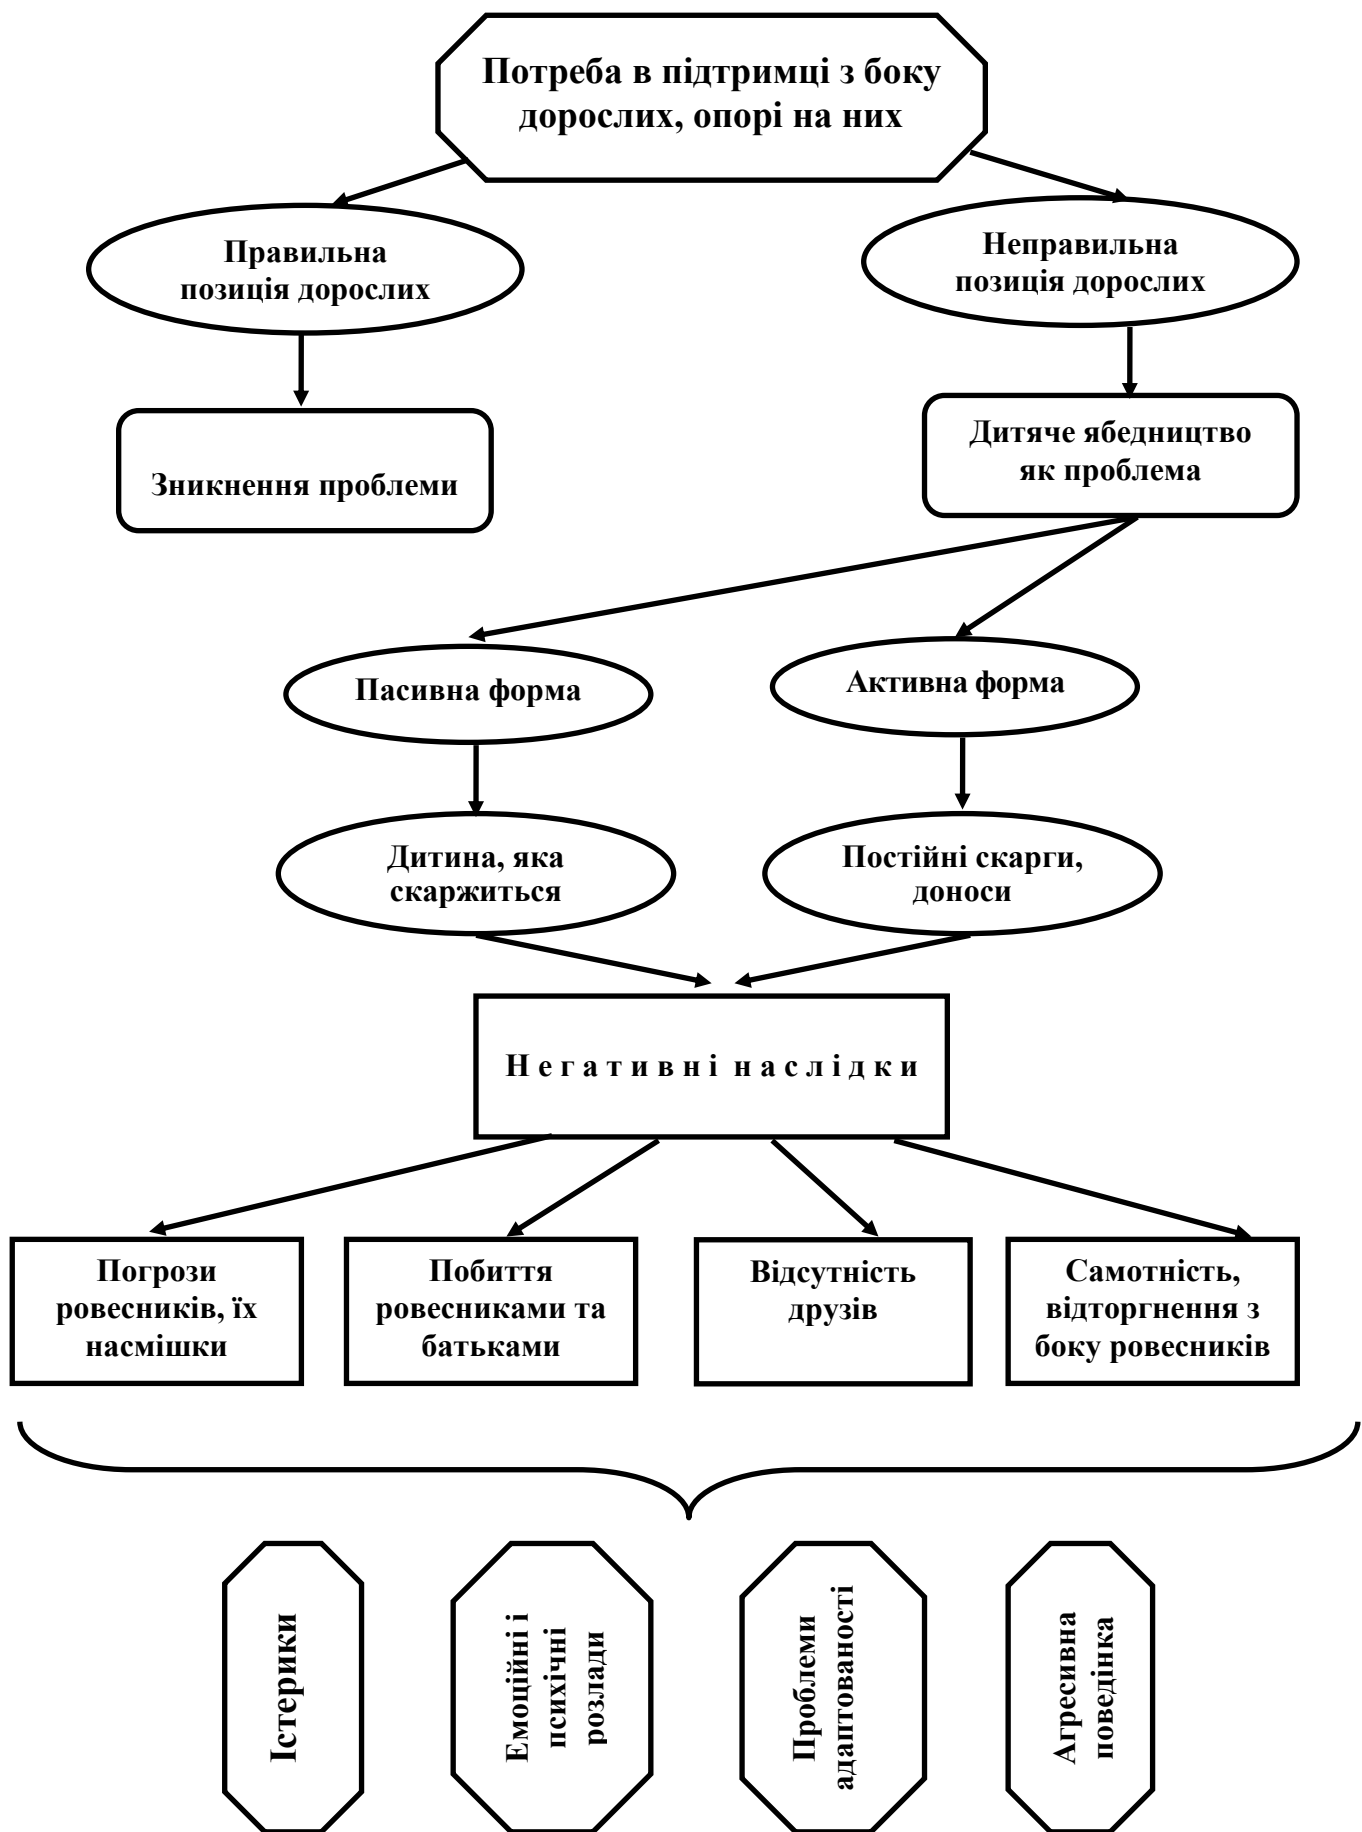 Потреба в підтримці з боку
дорослих, опорі на них
Правильна
позиція дорослих
Неправильна
позиція дорослих
Зникнення проблеми
Дитяче ябедництво
як проблема
Пасивна форма
Активна форма
Дитина, яка
скаржиться
Постійні скарги,
доноси
Н е г а т и в н і  н а с л і д к и
Погрози
ровесників, їх
насмішки
Побиття
ровесниками та
батьками
Відсутність
друзів
Самотність,
відторгнення з
боку ровесників
Істерики
Емоційні і
психічні
розлади
Проблеми
адаптованості
Агресивна
поведінка